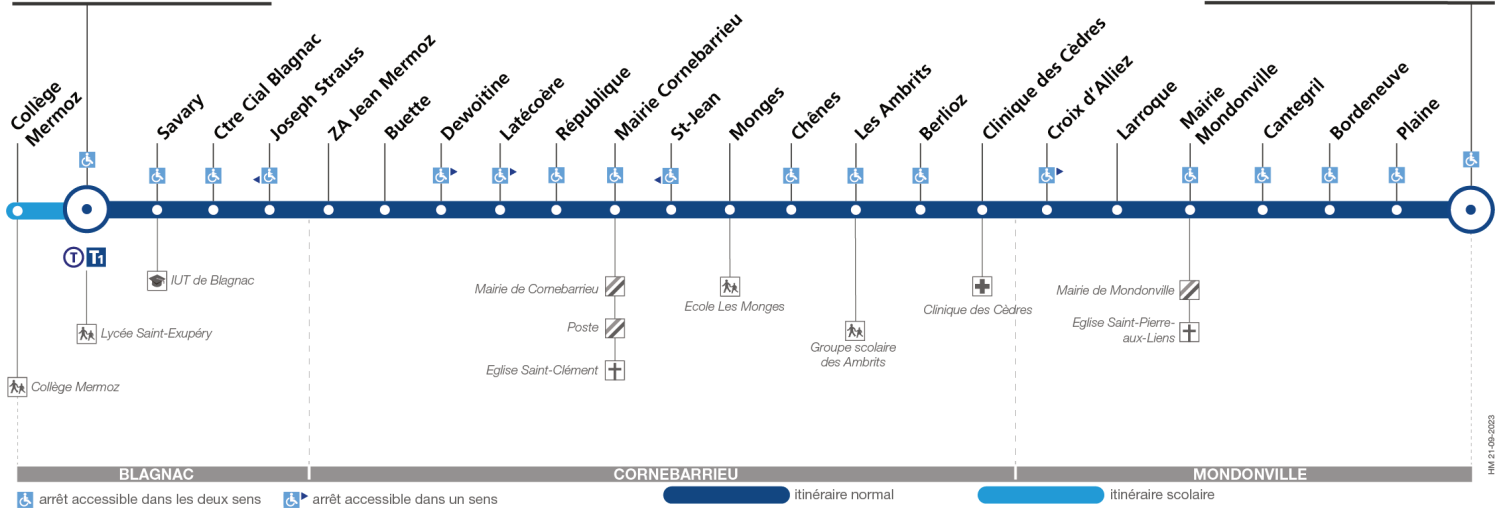 Collège
Mermoz
Savary
Ctre Cial Blagnac
Joseph Strauss
ZA Jean Mermoz
Buette
Dewoitine
Latécoère
République
Mairie Cornebarrieu
St-Jean
Monges
Chênes
Les Ambrits
Berlioz
Clinique des Cèdres
Croix d'Alliez
Larroque
Mairie
Mondonville
Cantegril
Bordeneuve
Plaine
T T1
IUT de Blagnac
Lycée Saint-Exupéry
Collège Mermoz
Mairie de Cornebarrieu
Poste
Eglise Saint-Clément
Ecole Les Monges
Groupe scolaire
des Ambrits
Clinique des Cèdres
Mairie de Mondonville
Eglise Saint-Pierre-
aux-Liens
HM 21-09-2023
BLAGNAC
CORNEBARRIEU
MONDONVILLE
arrêt accessible dans les deux sens
arrêt accessible dans un sens
itinéraire normal
itinéraire scolaire